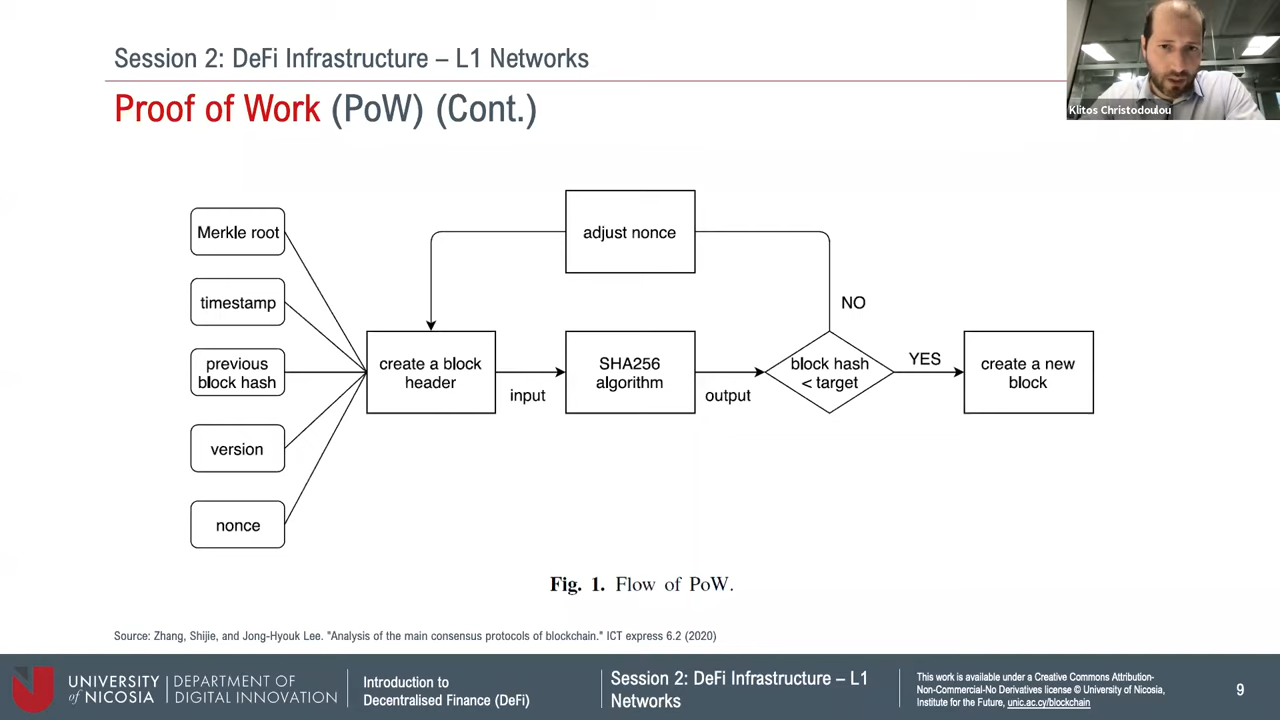 Session 2: DeFi Infrastructure – L1 Networks
Proof of Work (PoW) (Cont.)
Klitos Christodoulou
Merkle root
timestamp
previous
block hash
version
nonce
adjust nonce
create a block
header
input
SHA256
algorithm
output
block hash
< target
NO
YES
create a new
block
Fig. 1. Flow of PoW.
Source: Zhang, Shijie, and Jong-Hyouk Lee. "Analysis of the main consensus protocols of blockchain." ICT express 6.2 (2020)
UNIVERSITY
of NICOSIA
DEPARTMENT OF
DIGITAL INNOVATION
Introduction to
Decentralised Finance (DeFi)
Session 2: DeFi Infrastructure – L1
Networks
This work is available under a Creative Commons Attribution-
Non-Commercial-No Derivatives license © University of Nicosia,
Institute for the Future, unic.ac.cy/blockchain
9